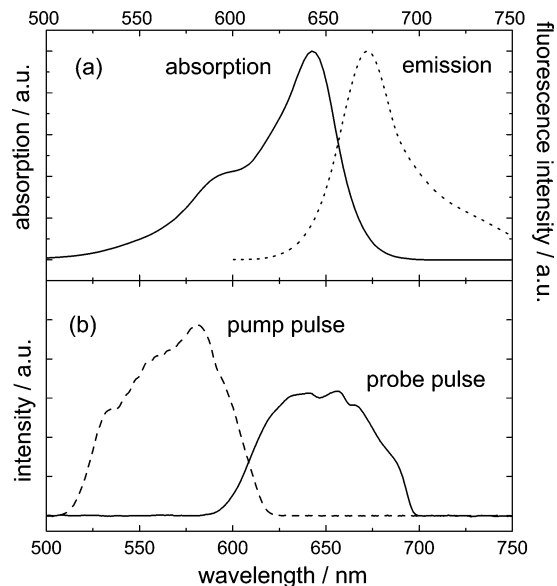 500 550 600 650 700 750
(a) absorption emission
absorption / a.u.
fluorescence intensity / a.u.
(b) pump pulse
probe pulse
intensity / a.u.
500 550 600 650 700 750
wavelength / nm